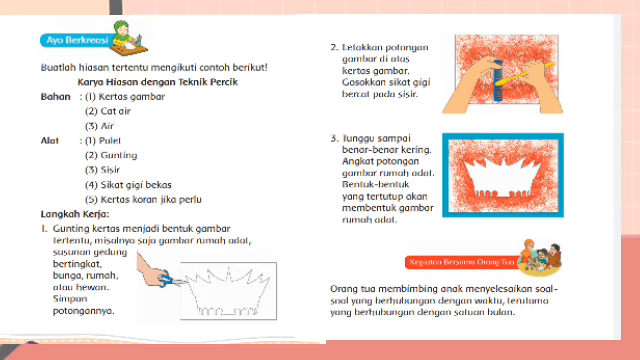 Ayo Berkreasi
Buatlah hiasan tertentu mengikuti contoh berikut!
Karya Hiasan dengan Teknik Percik
Bahan : (1) Kertas gambar
(2) Cat air
(3) Air
Alat : (1) Palet
(2) Gunting
(3) Sisir
(4) Sikat gigi bekas
(5) Kertas koran jika perlu
Langkah Kerja:
1. Gunting kertas menjadi bentuk gambar
tertentu, misalnya saja gambar rumah adat,
susunan gedung
bertingkat,
bunga, rumah,
atau hewan.
Simpan
potongannya.
2. Letakkan potongan
gambar di atas
kertas gambar.
Gosokkan sikat gigi
bercat pada sisir.
3. Tunggu sampai
benar-benar kering.
Angkat potongan
gambar rumah adat.
Bentuk-bentuk
yang tertutup akan
membentuk gambar
rumah adat.
Kegiatan Bersama Orang Tua
Orang tua membimbing anak menyelesaikan soal-
soal yang berhubungan dengan waktu, terutama
yang berhubungan dengan satuan bulan.